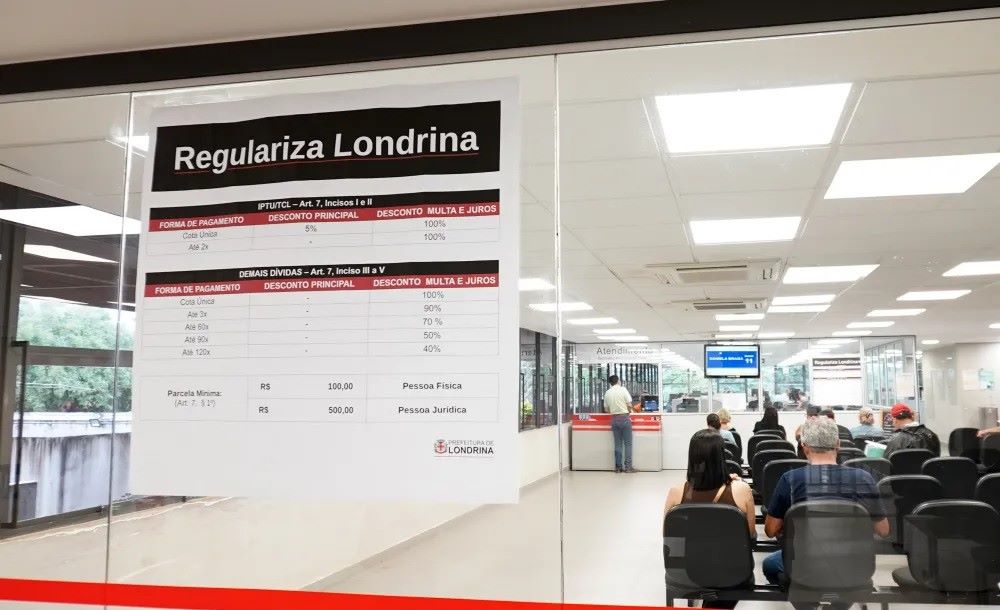 Regulariza Londrina
IPTU/TCL – Art. 7, Incisos I e II
FORMA DE PAGAMENTO DESCONTO PRINCIPAL DESCONTO MULTA E JUROS
Cota Única 5% 100%
Até 2x - 100%
DEMAIS DÍVIDAS – Art. 7, Inciso III a V
FORMA DE PAGAMENTO DESCONTO PRINCIPAL DESCONTO MULTA E JUROS
Cota Única - 100%
Até 3x - 90%
Até 60x - 70 %
Até 90x - 50%
Até 120x - 40%
Parcela Mínima:
(Art. 7, § 1º)
R$ 100,00 Pessoa Física
R$ 500,00 Pessoa Jurídica
PREFEITURA DE
LONDRINA
Atendimento
Regulariza Londrina